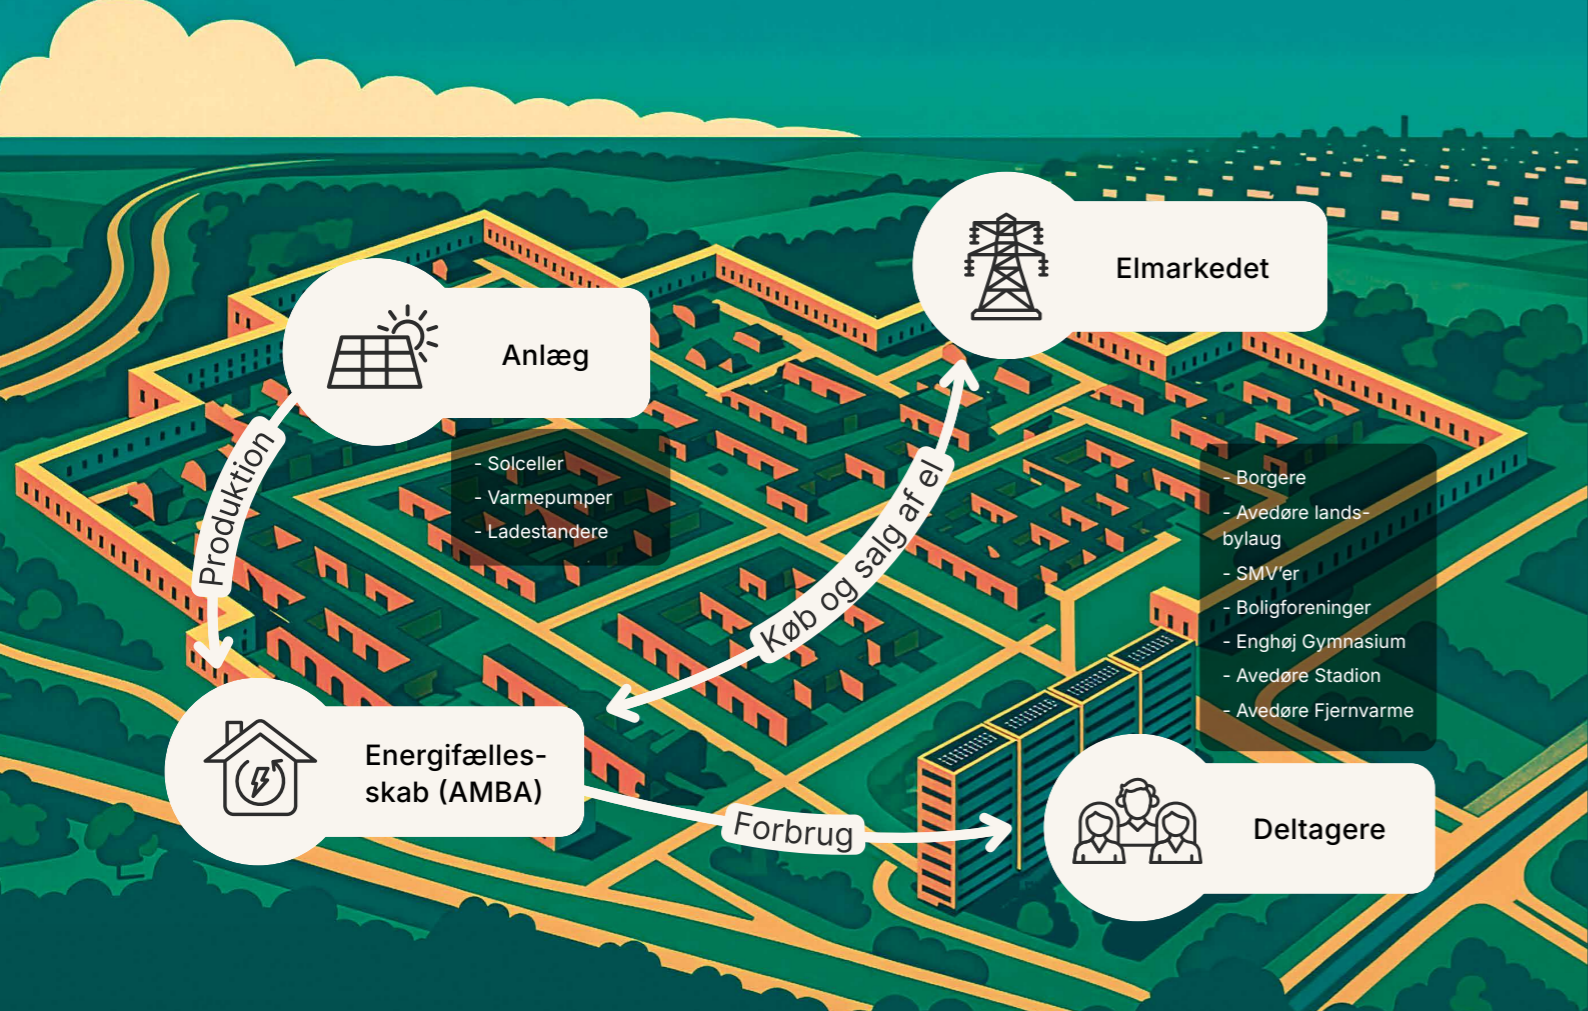 Elmarkedet
Anlæg
- Solceller
- Varmepumper
- Ladestandere
Produktion
Køb og salg af el
- Borgere
- Avedøre lands-
bylaug
- SMV'er
- Boligforeninger
- Enghøj Gymnasium
- Avedøre Stadion
- Avedøre Fjernvarme
Energifælles-
skab (AMBA)
Forbrug
Deltagere